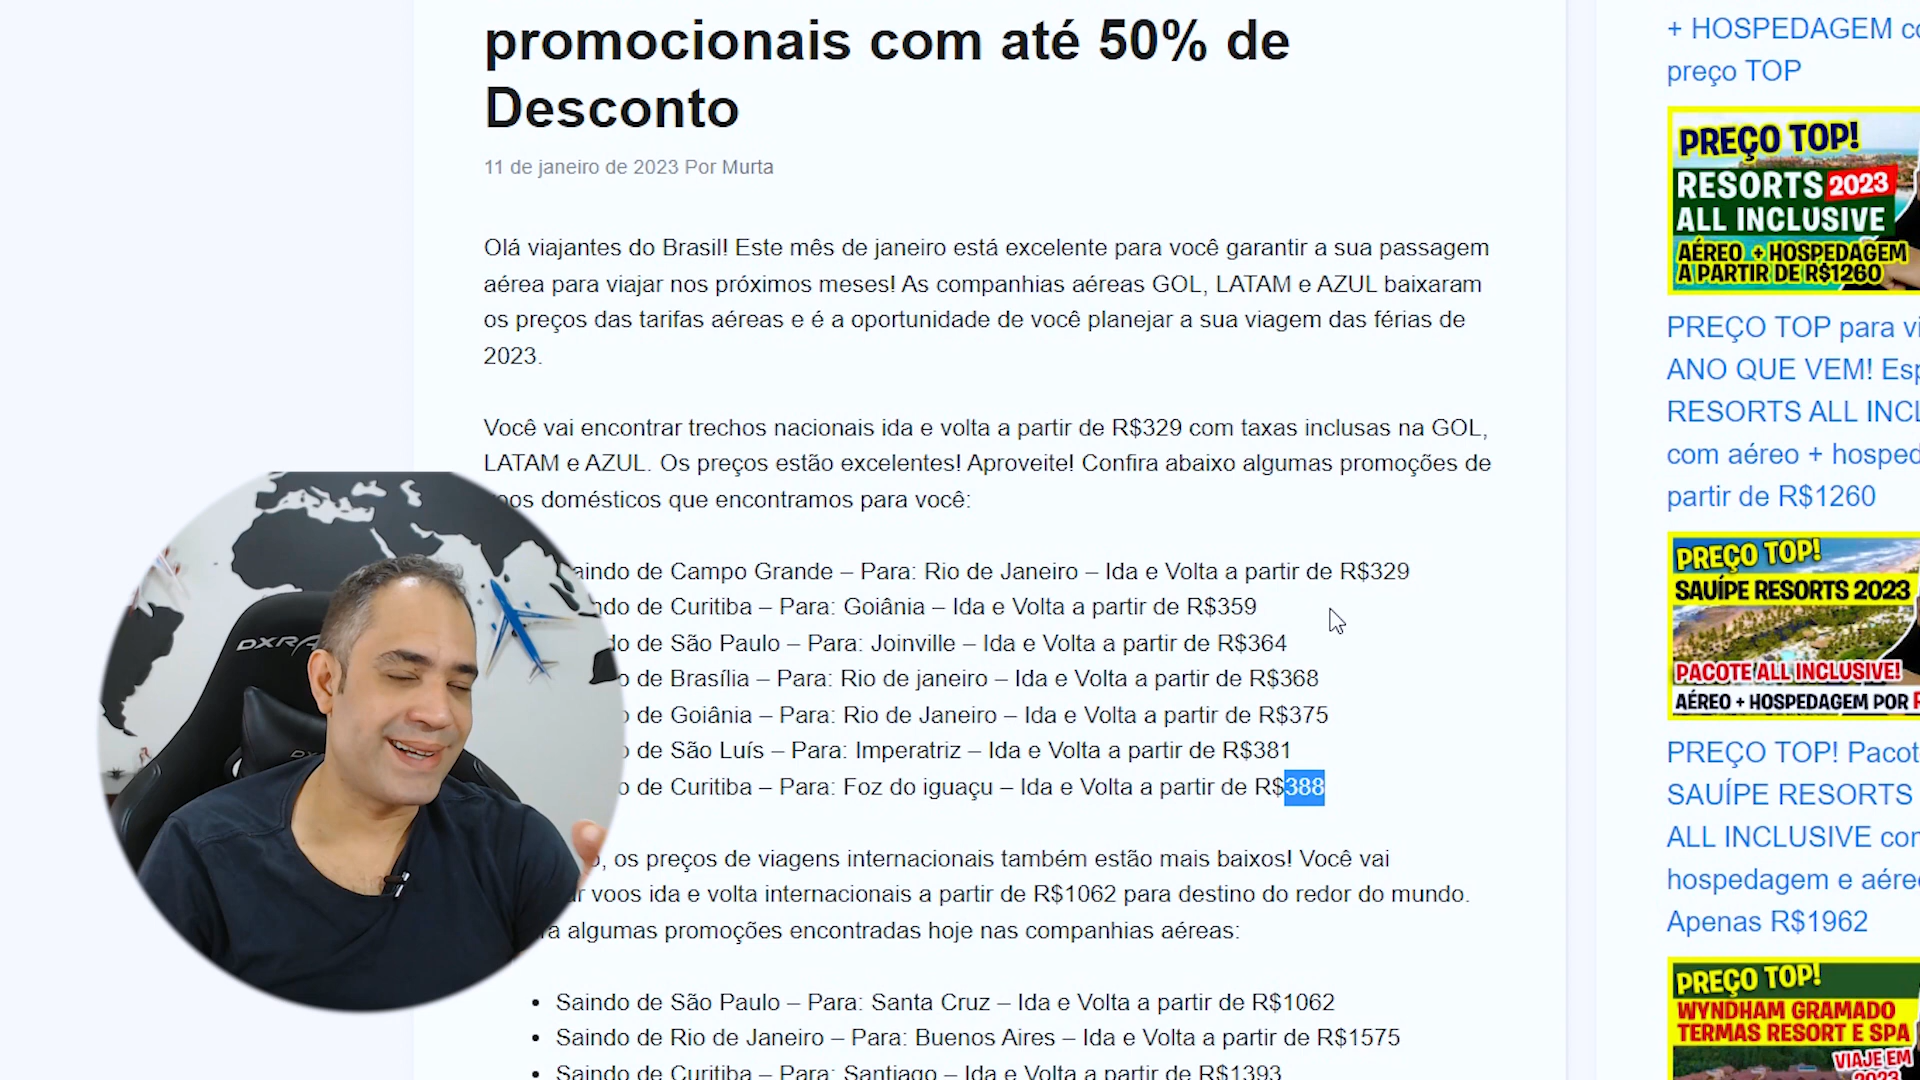 promocionais com até 50% de
Desconto
11 de janeiro de 2023 Por Murta
Olá viajantes do Brasil! Este mês de janeiro está excelente para você garantir a sua passagem
aérea para viajar nos próximos meses! As companhias aéreas GOL, LATAM e AZUL baixaram
os preços das tarifas aéreas e é a oportunidade de você planejar a sua viagem das férias de
2023.
Você vai encontrar trechos nacionais ida e volta a partir de R$329 com taxas inclusas na GOL,
LATAM e AZUL. Os preços estão excelentes! Aproveite! Confira abaixo algumas promoções de
domésticos que encontramos para você:
de Campo Grande – Para: Rio de Janeiro – Ida e Volta a partir de R$329
de Curitiba – Para: Goiânia – Ida e Volta a partir de R$359
de São Paulo – Para: Joinville – Ida e Volta a partir de R$364
de Brasília – Para: Rio de janeiro – Ida e Volta a partir de R$368
de Goiânia – Para: Rio de Janeiro – Ida e Volta a partir de R$375
de São Luís – Para: Imperatriz – Ida e Volta a partir de R$381
de Curitiba – Para: Foz do iguaçu – Ida e Volta a partir de R$388
os preços de viagens internacionais também estão mais baixos! Você vai
voos ida e volta internacionais a partir de R$1062 para destino do redor do mundo.
algumas promoções encontradas hoje nas companhias aéreas:
• Saindo de São Paulo – Para: Santa Cruz – Ida e Volta a partir de R$1062
• Saindo de Rio de Janeiro – Para: Buenos Aires – Ida e Volta a partir de R$1575
• Saindo de Curitiba – Para: Santiago – Ida e Volta a partir de R$1393
+ HOSPEDAGEM
preço TOP
PREÇO TOP!
RESORTS 2023
ALL INCLUSIVE
AÉREO + HOSPEDAGEM
A PARTIR DE R$1260
PREÇO TOP para
ANO QUE VEM!
RESORTS ALL
com aéreo +
partir de R$1260
PREÇO TOP!
SAUÍPE RESORTS 2023
PACOTE ALL INCLUSIVE!
AÉREO + HOSPEDAGEM POR
PREÇO TOP!
SAUÍPE RESORTS
ALL INCLUSIVE
hospedagem e
Apenas R$1962
PREÇO TOP!
WYNDHAM GRAMADO
TERMAS RESORT E SPA
VIAJE EM
2023